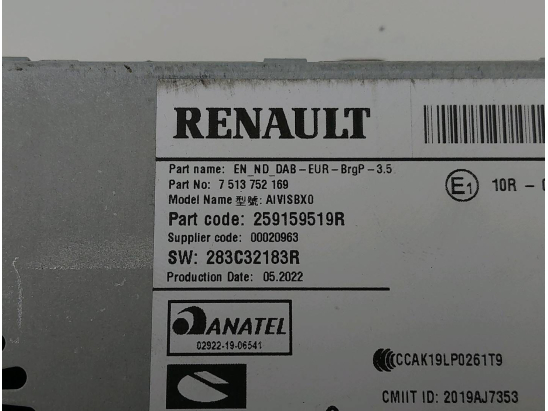 RENAULT
Part name: EN_ND_DAB-EUR-BrgP-3.5
Part No: 7 513 752 169
Model Name 型號: AIVISBX0
Part code: 259159519R
Supplier code: 00020963
SW: 283C32183R
Production Date: 05.2022
E1 10R - 0
ANATEL
02922-19-06541
CCAK19LP0261T9
CMIIT ID: 2019AJ7353